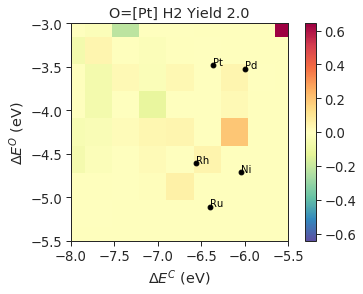 O=[Pt] H2 Yield 2.0
−3.0
−3.5
−4.0
−4.5
−5.0
−5.5
ΔE^O (eV)
Pt
Pd
Rh
Ni
Ru
−8.0 −7.5 −7.0 −6.5 −6.0 −5.5
ΔE^C (eV)
0.6
0.4
0.2
0.0
−0.2
−0.4
−0.6